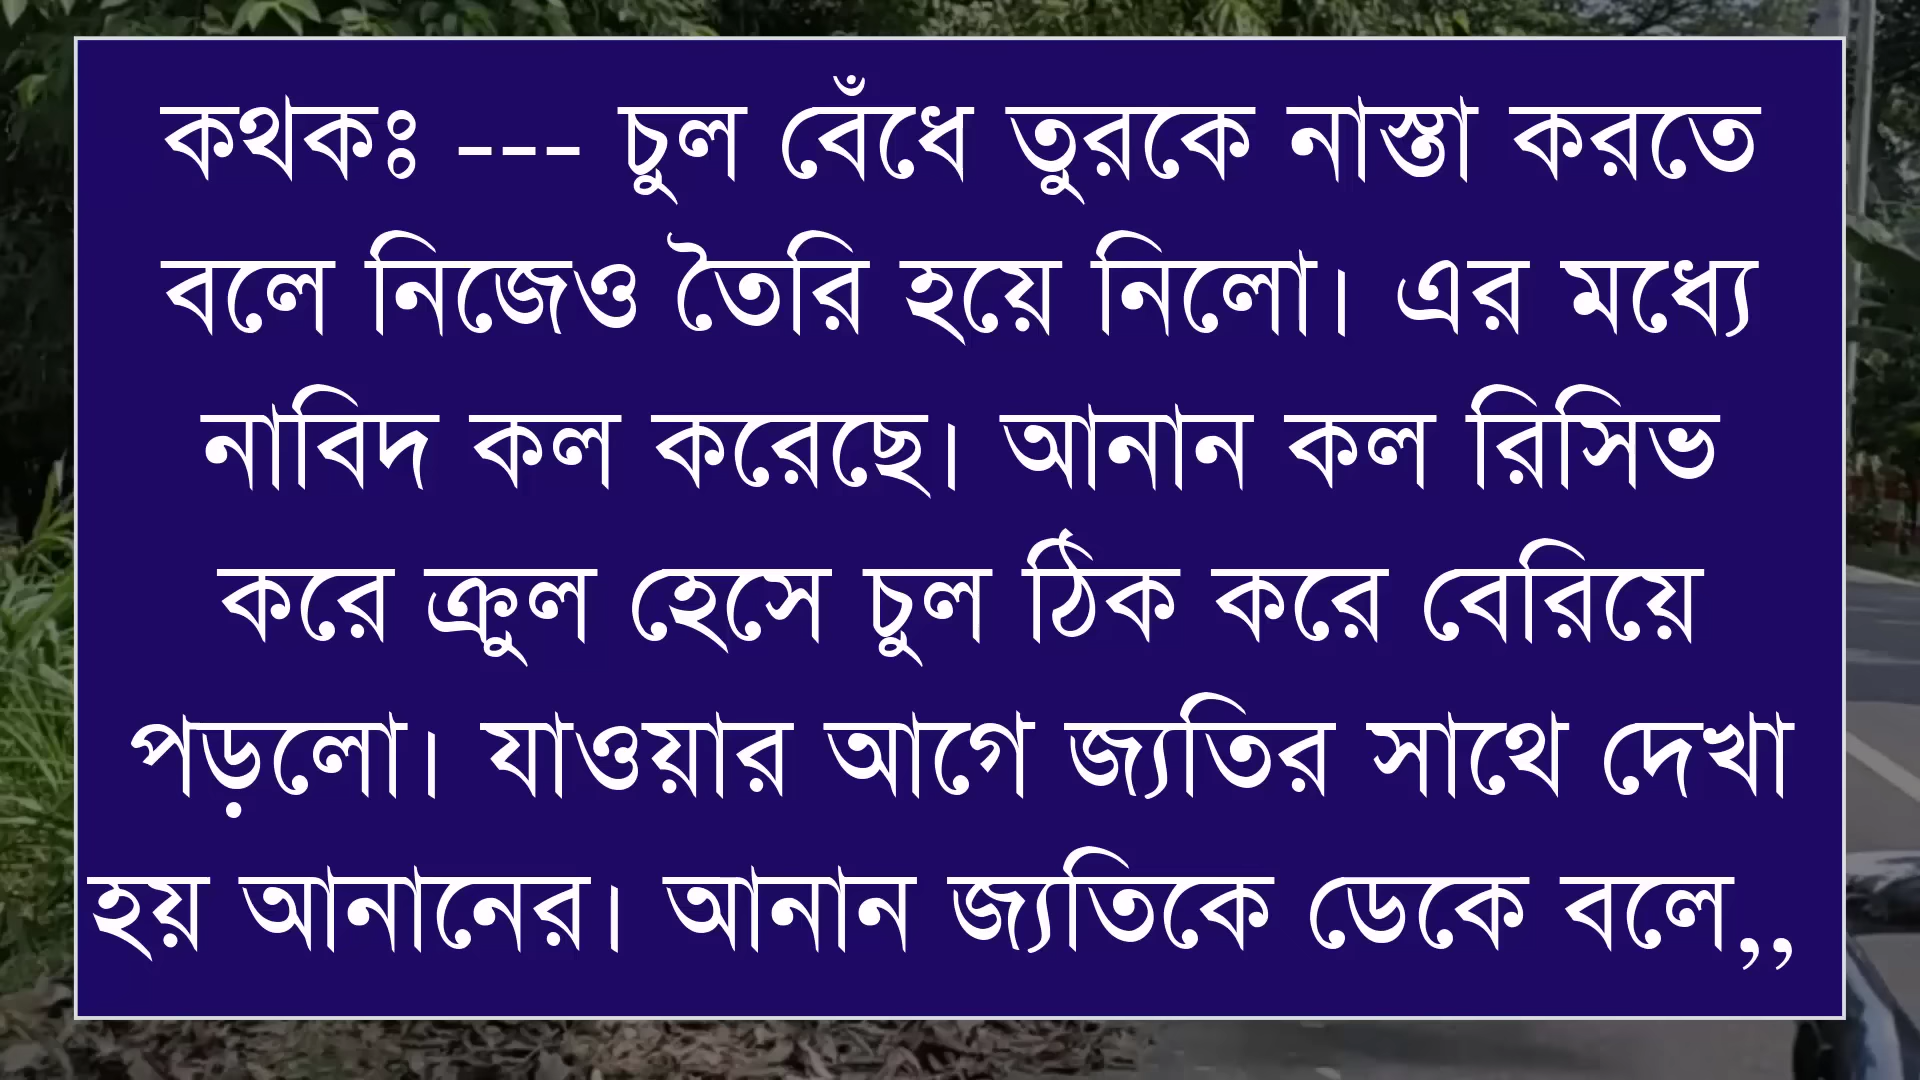 কথকঃ --- চুল বেঁধে তুরকে নাস্তা করতে
বলে নিজেও তৈরি হয়ে নিলো। এর মধ্যে
নাবিদ কল করেছে। আনান কল রিসিভ
করে ক্রুল হেসে চুল ঠিক করে বেরিয়ে
পড়লো। যাওয়ার আগে জ্যতির সাথে দেখা
হয় আনানের। আনান জ্যতিকে ডেকে বলে,,